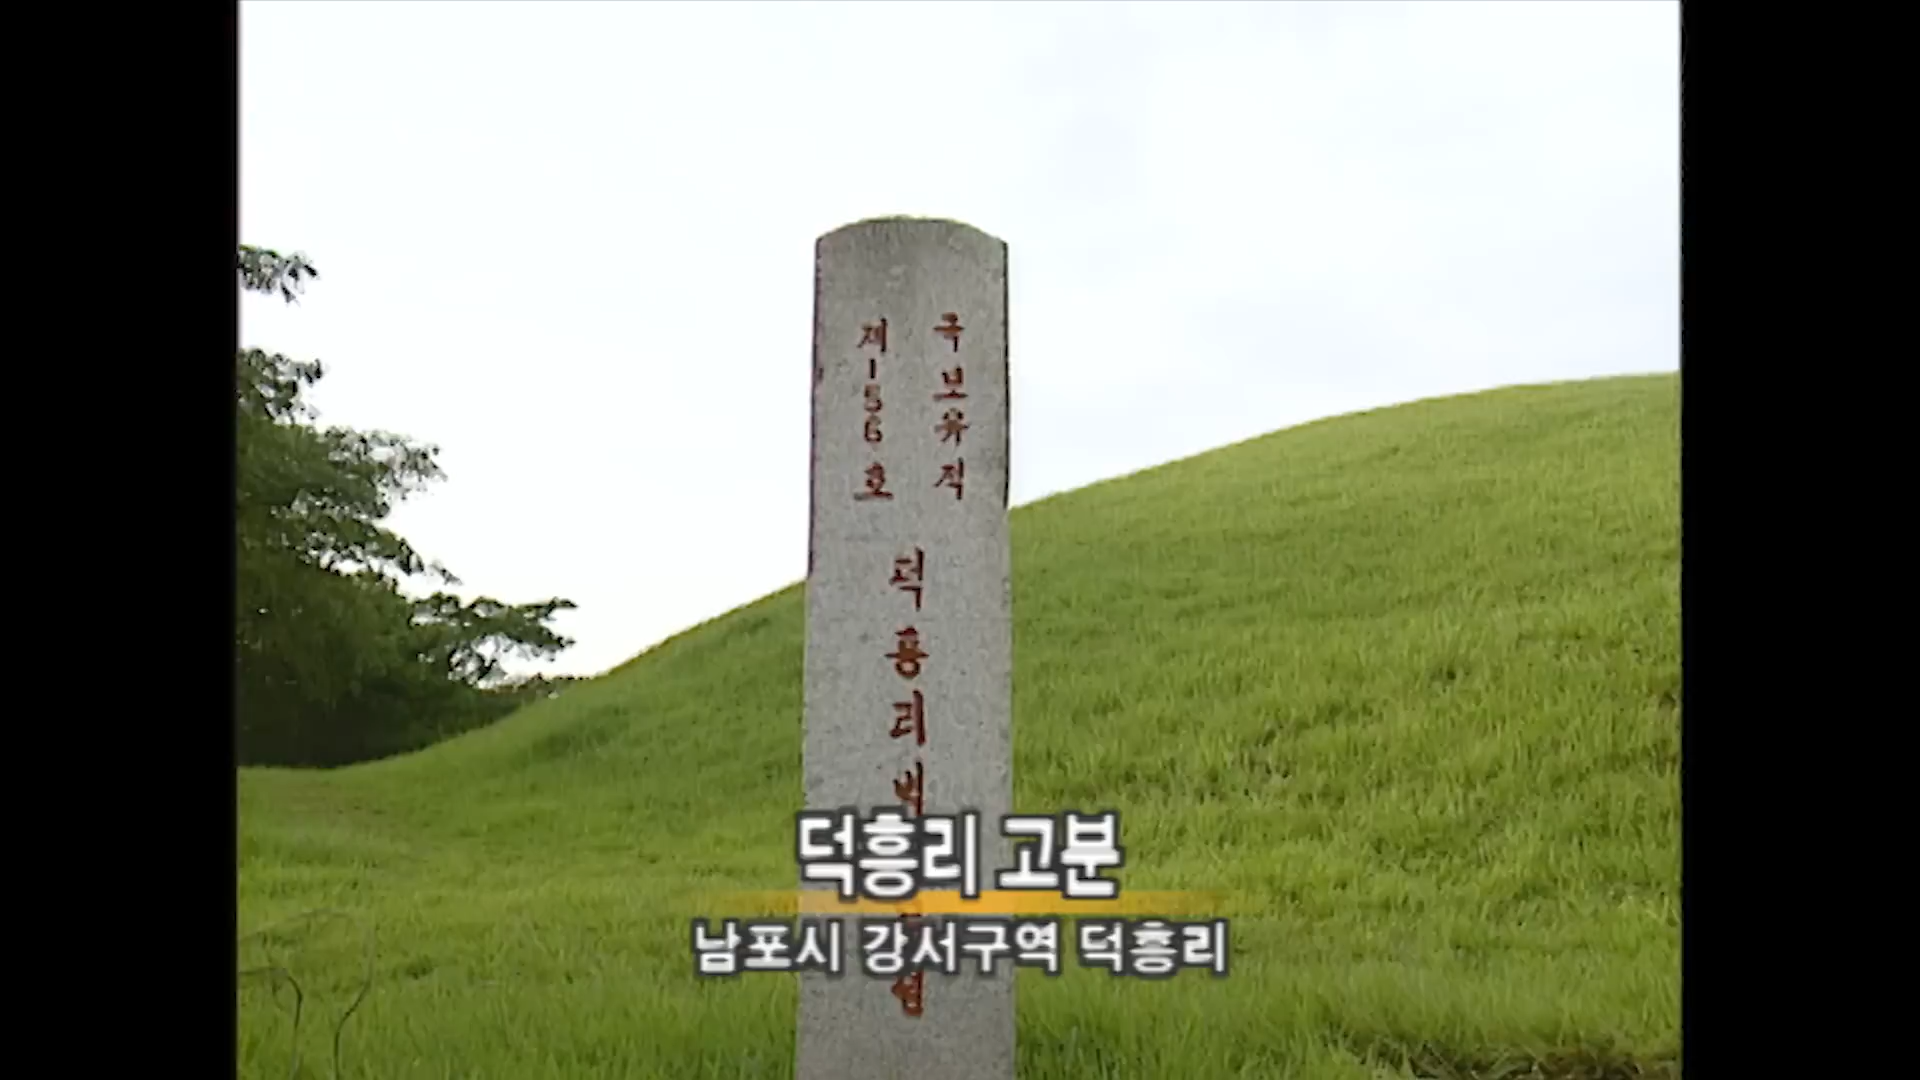 국보유적
제156호
덕흥리벽
덕흥리 고분
남포시 강서구역 덕흥리